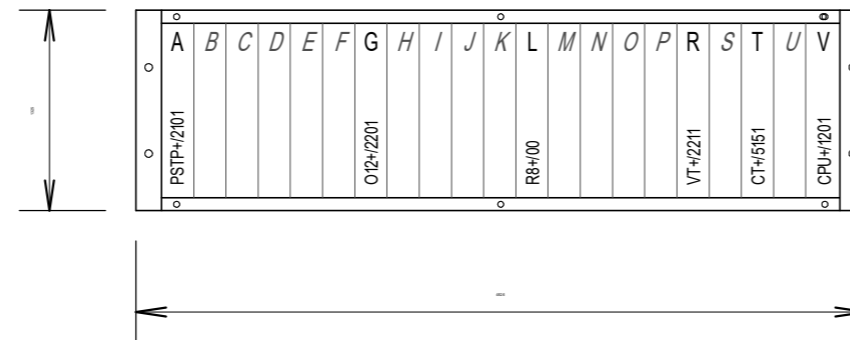 A B C D E F G H I J K L M N O P R S T U V
PSTP+/2101
O12+/2201
R8+/00
VT+/2211
CT+/5151
CPU+/1201